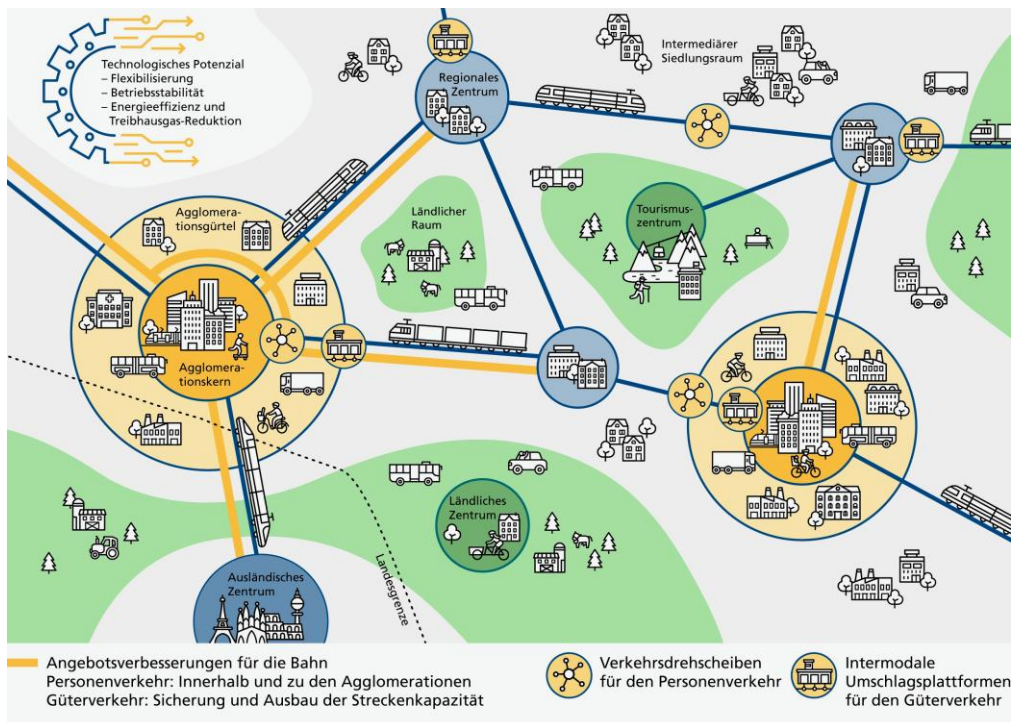 Technologisches Potenzial
– Flexibilisierung
– Betriebsstabilität
– Energieeffizienz und
Treibhausgas-Reduktion
Regionales
Zentrum
Intermediärer
Siedlungsraum
Agglomera-
tionsgürtel
Ländlicher
Raum
Tourismus-
zentrum
Agglomera-
tionskern
Ländliches
Zentrum
Landesgrenze
Ausländisches
Zentrum
Angebotsverbesserungen für die Bahn
Personenverkehr: Innerhalb und zu den Agglomerationen
Güterverkehr: Sicherung und Ausbau der Streckenkapazität
Verkehrsdrehscheiben
für den Personenverkehr
Intermodale
Umschlagsplattformen
für den Güterverkehr